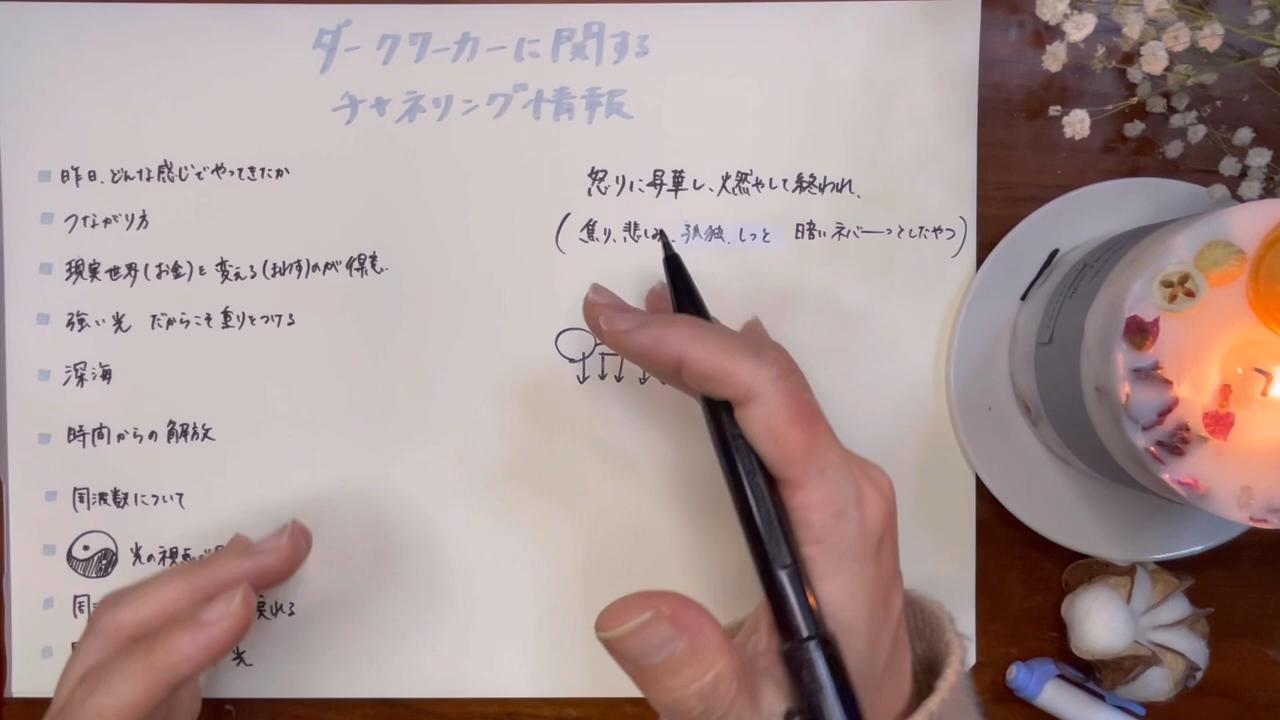 ダークワーカーに関する
チャネリング情報
昨日、どんな感じでやってきたか
つながり方
現実世界(お金)を変える(おとす)のが得意.
強い光 だからこそ重りをつける
深海
時間からの解放
周波数について
光の視点
周
戻れる
光
怒りに昇華し、燃やして終われ、
(焦り、悲しみ、孤独、しっと 暗いネバーっとしたやつ)